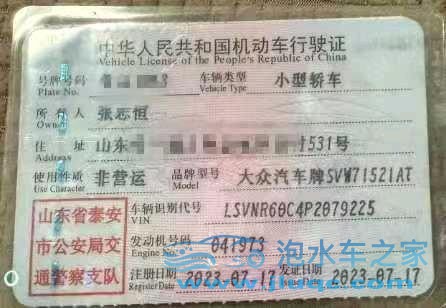 中华人民共和国机动车行驶证
Vehicle License of the People's Republic of China
号牌号码 车辆类型 小型轿车
Plate No. Vehicle Type
所有人 张志恒
Owner
住址 山东 531号
Address
使用性质 非营运 品牌型号 大众汽车牌SVW71521AT
Use Character Model
山东省泰安
市公安局交
通警察支队
车辆识别代号 LSVNR60C4P2079225
VIN
发动机号码 041973
Engine No.
注册日期 2023-07-17 发证日期 2023-07-17
Register Date
泡水车之家